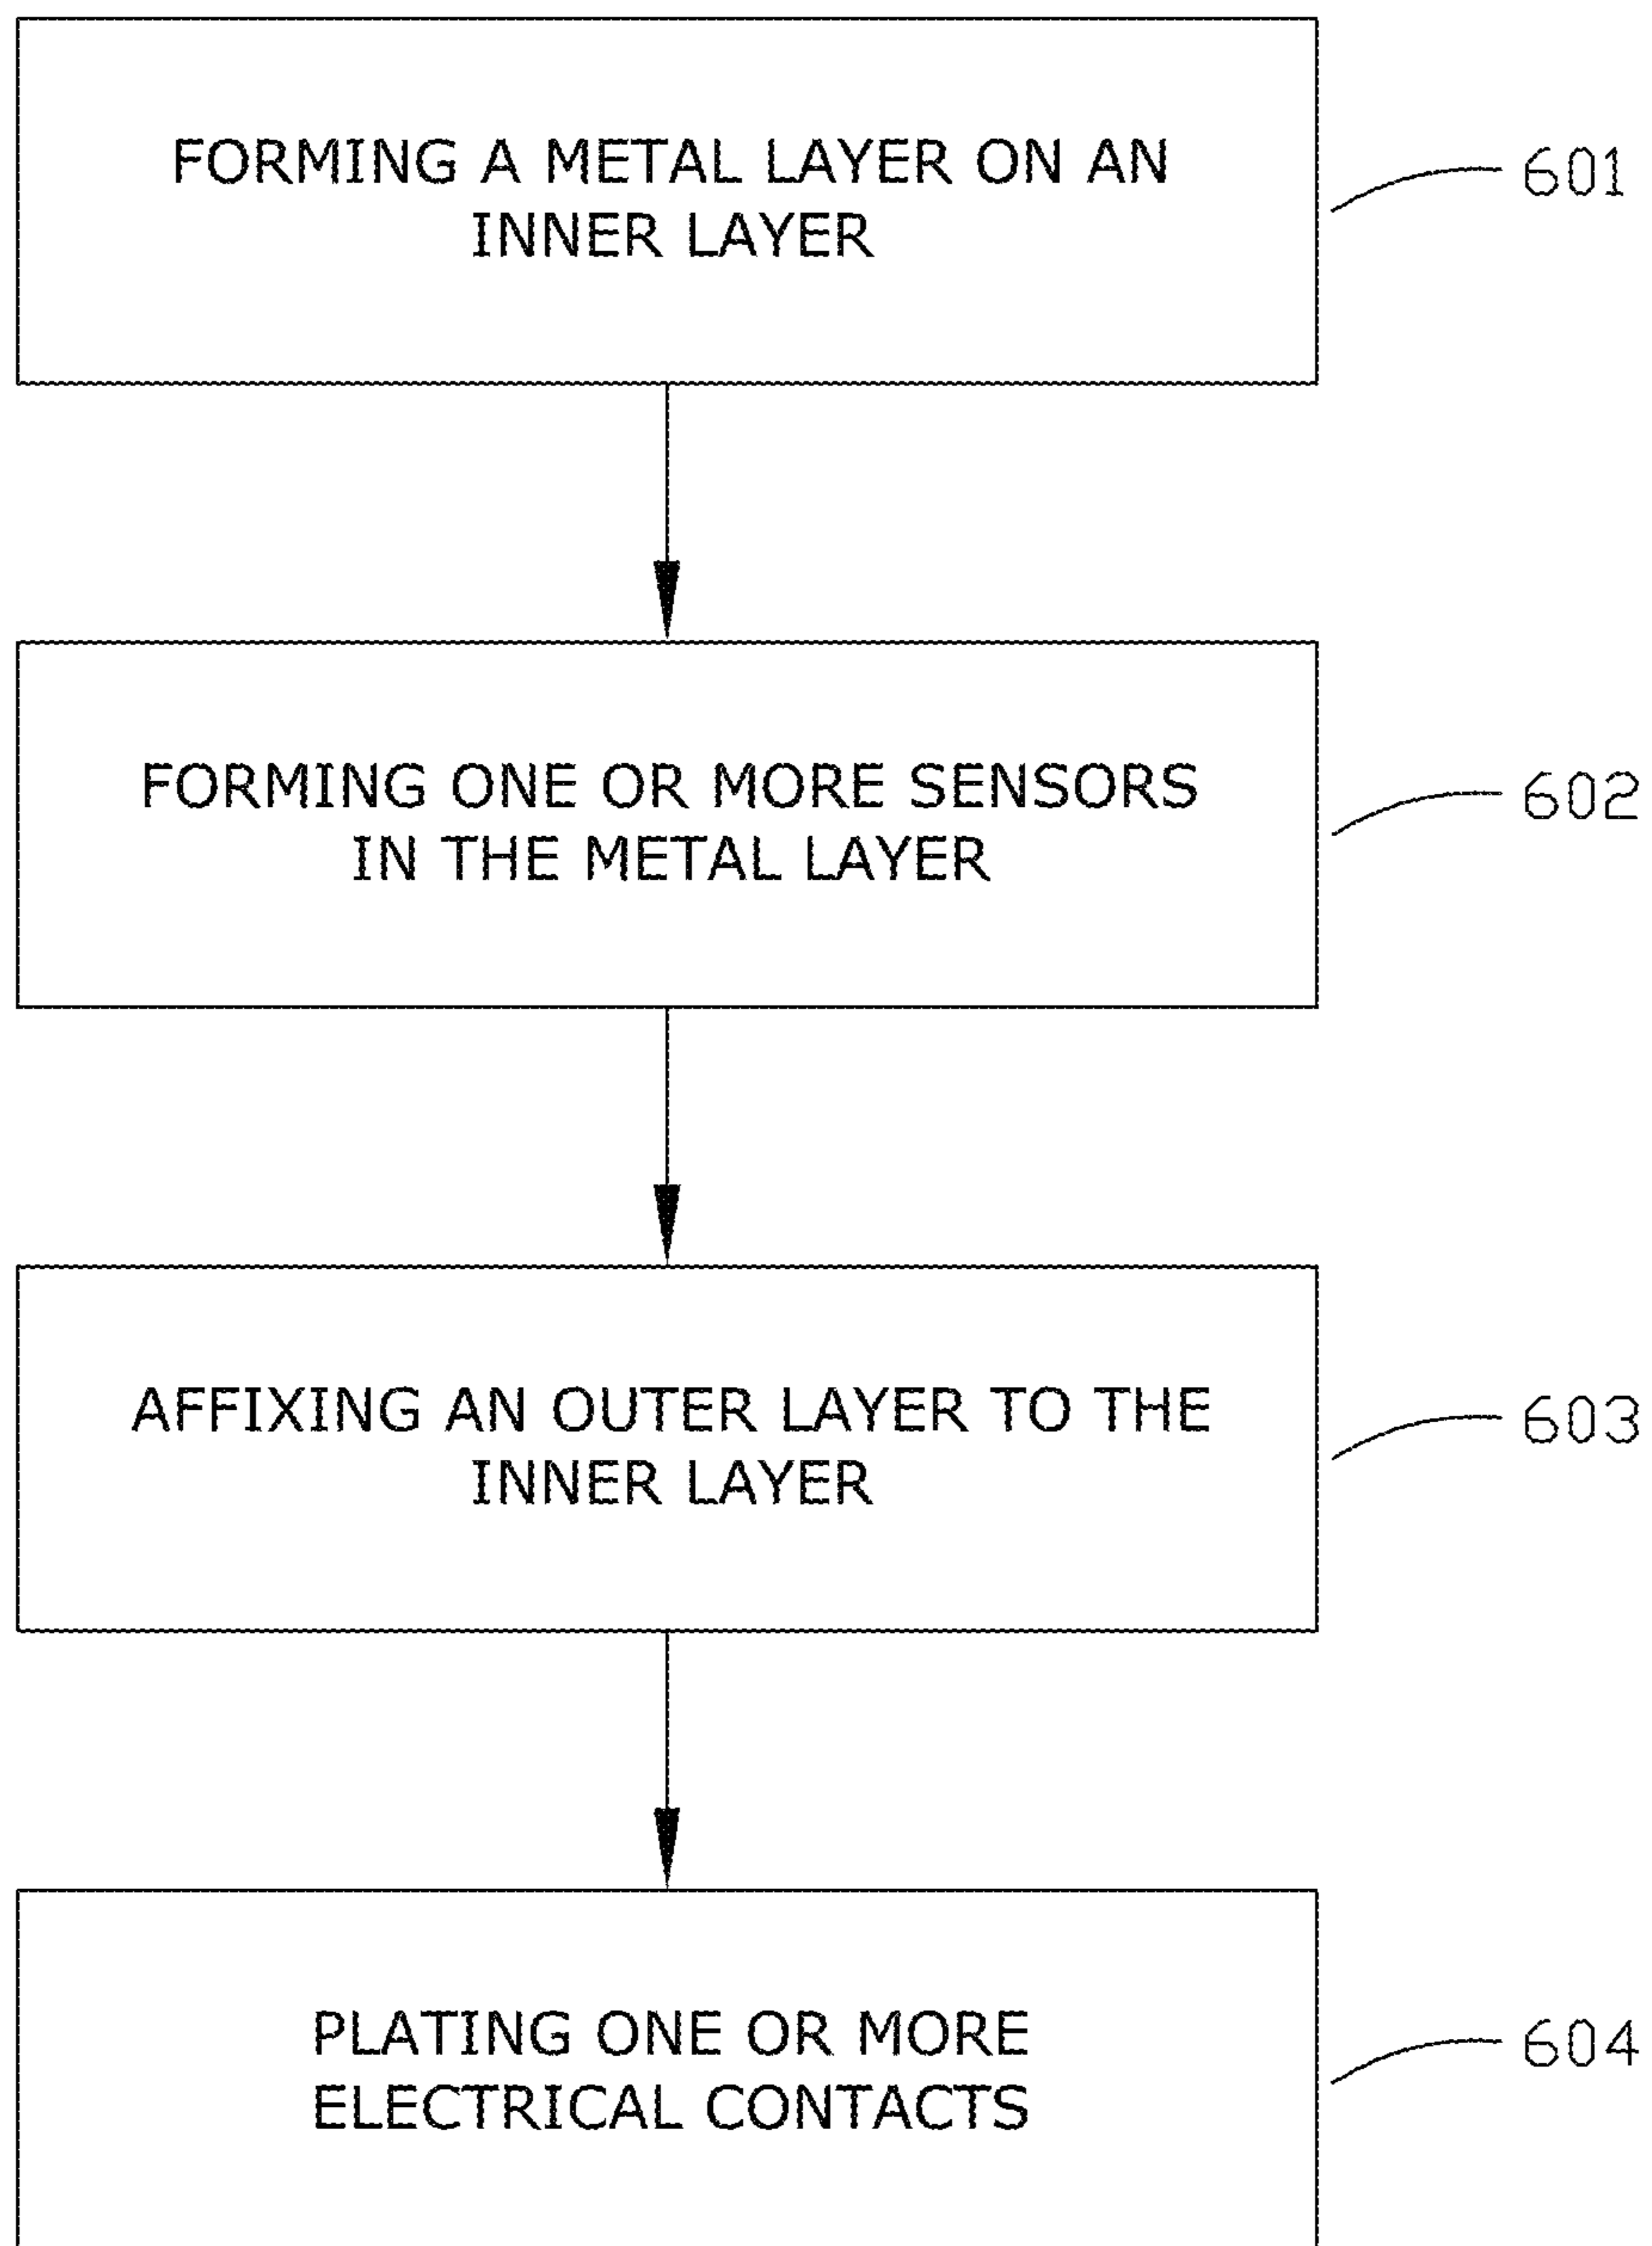 FORMING A METAL LAYER ON AN
INNER LAYER
601
FORMING ONE OR MORE SENSORS
IN THE METAL LAYER
602
AFFIXING AN OUTER LAYER TO THE
INNER LAYER
603
PLATING ONE OR MORE
ELECTRICAL CONTACTS
604